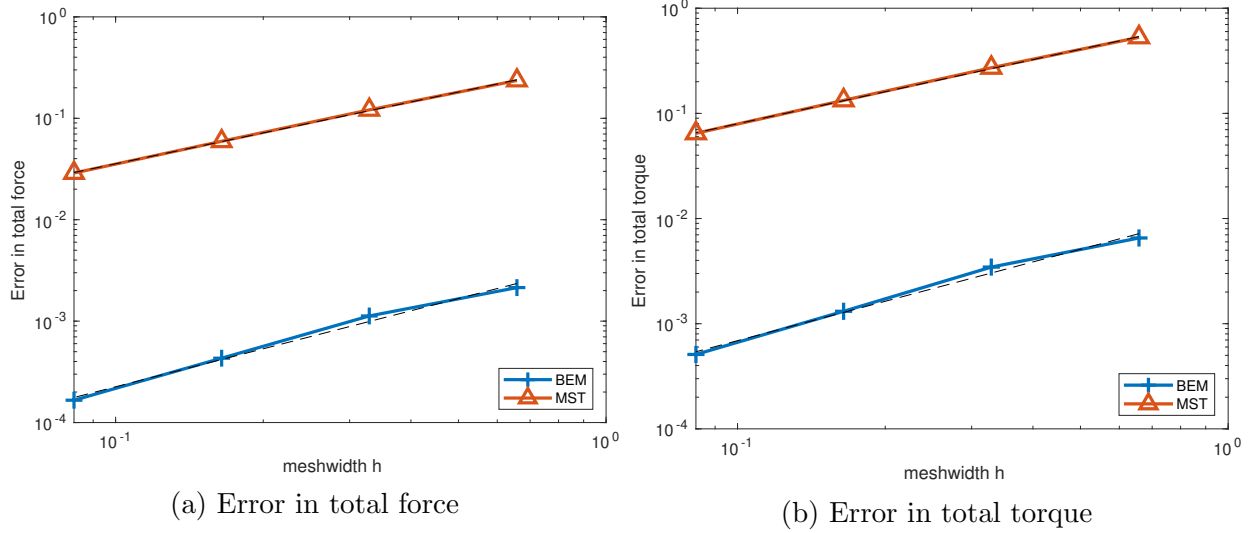 10^0
10^-1
10^-2
10^-3
10^-4
Error in total force
10^-1
10^0
meshwidth h
BEM
MST
(a) Error in total force
10^0
10^-1
10^-2
10^-3
10^-4
Error in total torque
10^-1
10^0
meshwidth h
BEM
MST
(b) Error in total torque